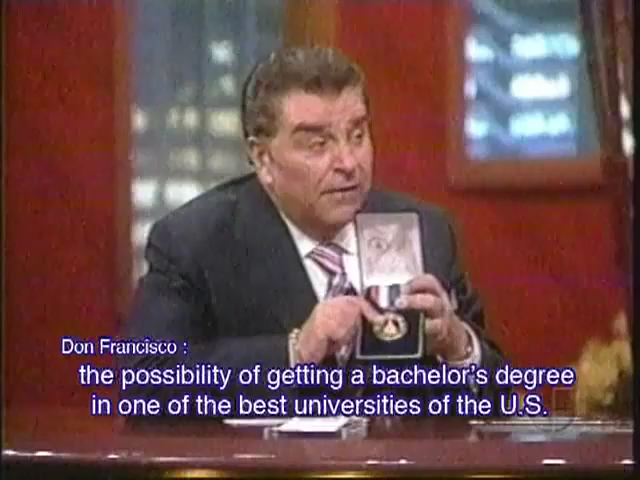 Don Francisco :
the possibility of getting a bachelor's degree
in one of the best universities of the U.S.